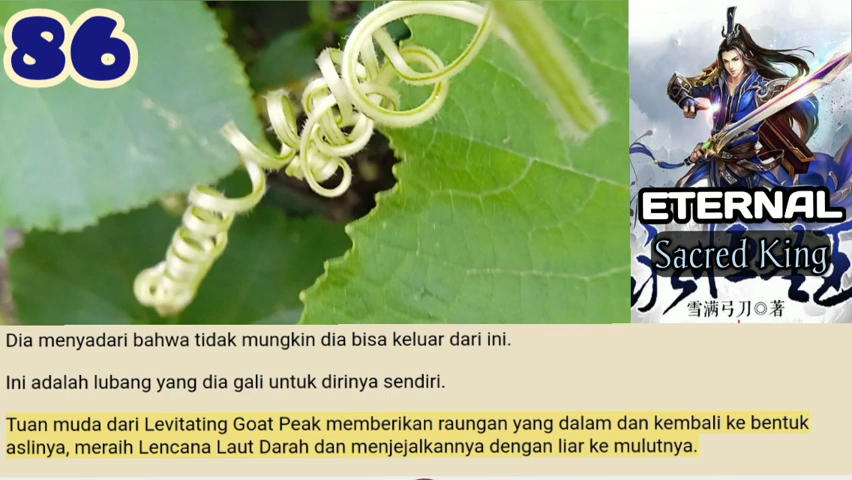 86
ETERNAL
Sacred King
雪满弓刀◎著
Dia menyadari bahwa tidak mungkin dia bisa keluar dari ini.
Ini adalah lubang yang dia gali untuk dirinya sendiri.
Tuan muda dari Levitating Goat Peak memberikan raungan yang dalam dan kembali ke bentuk
aslinya, meraih Lencana Laut Darah dan menjejalkannya dengan liar ke mulutnya.